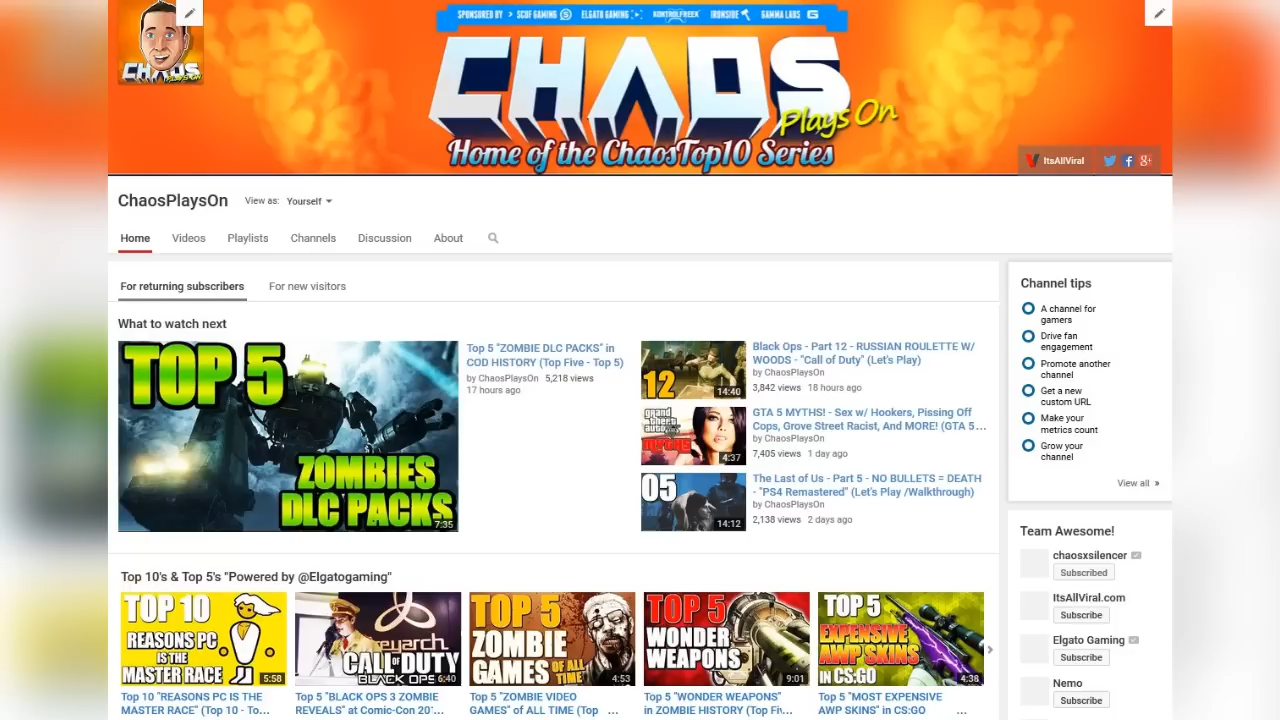 SPONSORED BY > SCUF GAMING ELGATO GAMING KONTROLFREEK IRONSIDE GAMMA LABS G
CHAOS
Plays On
Home of the ChaosTop10 Series
CHAOS
PLAYS ON
ItsAllViral
ChaosPlaysOn
View as: Yourself
Home Videos Playlists Channels Discussion About
For returning subscribers For new visitors
What to watch next
TOP 5
ZOMBIES
DLC PACKS
7:35
Top 5 "ZOMBIE DLC PACKS" in
COD HISTORY (Top Five - Top 5)
by ChaosPlaysOn 5,218 views
17 hours ago
12
14:40
Black Ops - Part 12 - RUSSIAN ROULETTE W/
WOODS - "Call of Duty" (Let's Play)
by ChaosPlaysOn
3,842 views 18 hours ago
grand
theft
auto
MYTHS
4:37
GTA 5 MYTHS! - Sex w/ Hookers, Pissing Off
Cops, Grove Street Racist, And MORE! (GTA 5...
by ChaosPlaysOn
7,405 views 1 day ago
05
14:12
The Last of Us - Part 5 - NO BULLETS = DEATH
- "PS4 Remastered" (Let's Play /Walkthrough)
by ChaosPlaysOn
2,138 views 2 days ago
Channel tips
A channel for
gamers
Drive fan
engagement
Promote another
channel
Get a new
custom URL
Make your
metrics count
Grow your
channel
View all »
Team Awesome!
chaosxsilencer
Subscribed
ItsAllViral.com
Subscribe
Elgato Gaming
Subscribe
Nemo
Subscribe
Top 10's & Top 5's "Powered by @Elgatogaming"
TOP 10
REASONS PC
IS THE
MASTER RACE
5:58
Top 10 "REASONS PC IS THE
MASTER RACE" (Top 10 - To...
reyarch
CALL OF DUTY
BLACK OPS
6:40
Top 5 "BLACK OPS 3 ZOMBIE
REVEALS" at Comic-Con 20'...
TOP 5
ZOMBIE
GAMES OF ALL TIME
4:53
Top 5 "ZOMBIE VIDEO
GAMES" of ALL TIME (Top ...
TOP 5
WONDER
WEAPONS
9:01
Top 5 "WONDER WEAPONS"
in ZOMBIE HISTORY (Top Fi...
TOP 5
EXPENSIVE
AWP SKINS
IN CS:GO
4:38
Top 5 "MOST EXPENSIVE
AWP SKINS" in CS:GO ...